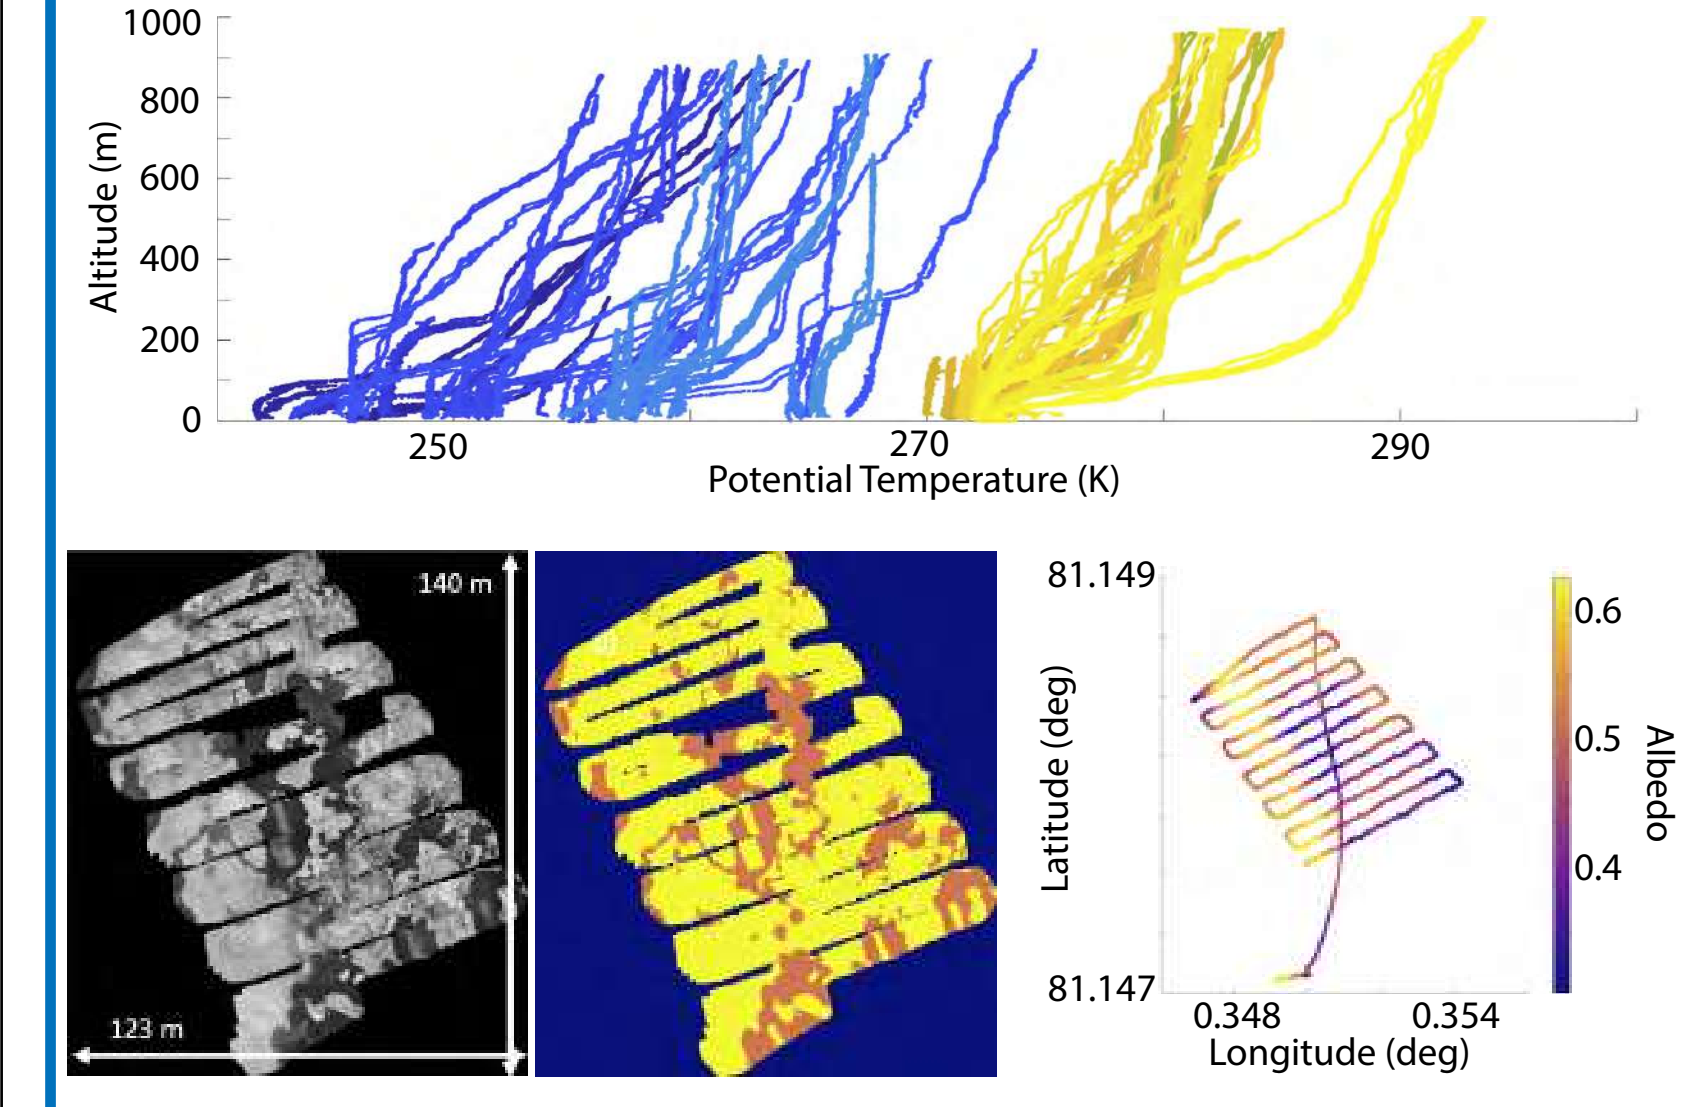 1000
800
600
400
200
0
Altitude (m)
250 270 290
Potential Temperature (K)
140 m
123 m
81.149
81.147
Latitude (deg)
0.348 0.354
Longitude (deg)
0.6
0.5
0.4
Albedo